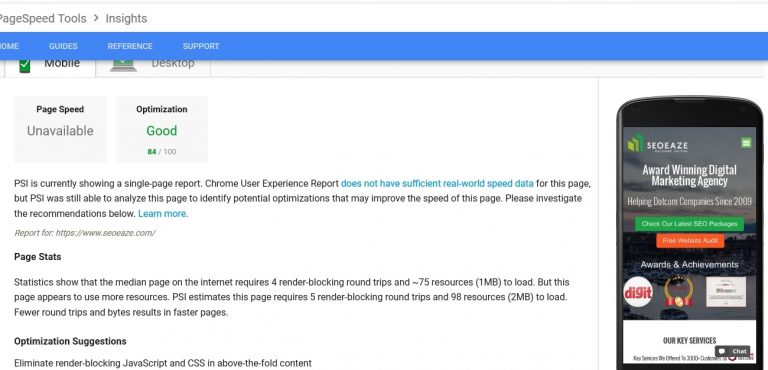 PageSpeed Tools > Insights
HOME GUIDES REFERENCE SUPPORT
Mobile Desktop
Page Speed
Unavailable
Optimization
Good
84 / 100
PSI is currently showing a single-page report. Chrome User Experience Report does not have sufficient real-world speed data for this page,
but PSI was still able to analyze this page to identify potential optimizations that may improve the speed of this page. Please investigate
the recommendations below. Learn more.
Report for: https://www.seoeaze.com/
Page Stats
Statistics show that the median page on the internet requires 4 render-blocking round trips and ~75 resources (1MB) to load. But this
page appears to use more resources. PSI estimates this page requires 5 render-blocking round trips and 98 resources (2MB) to load.
Fewer round trips and bytes results in faster pages.
Optimization Suggestions
Eliminate render-blocking JavaScript and CSS in above-the-fold content
SEOEAZE
Award Winning Digital
Marketing Agency
Helping Dotcom Companies Since 2009
Check Our Latest SEO Packages
Free Website Audit
Awards & Achievements
digit
OUR KEY SERVICES
Key Services We Offered To 3000+ Customers
Chat